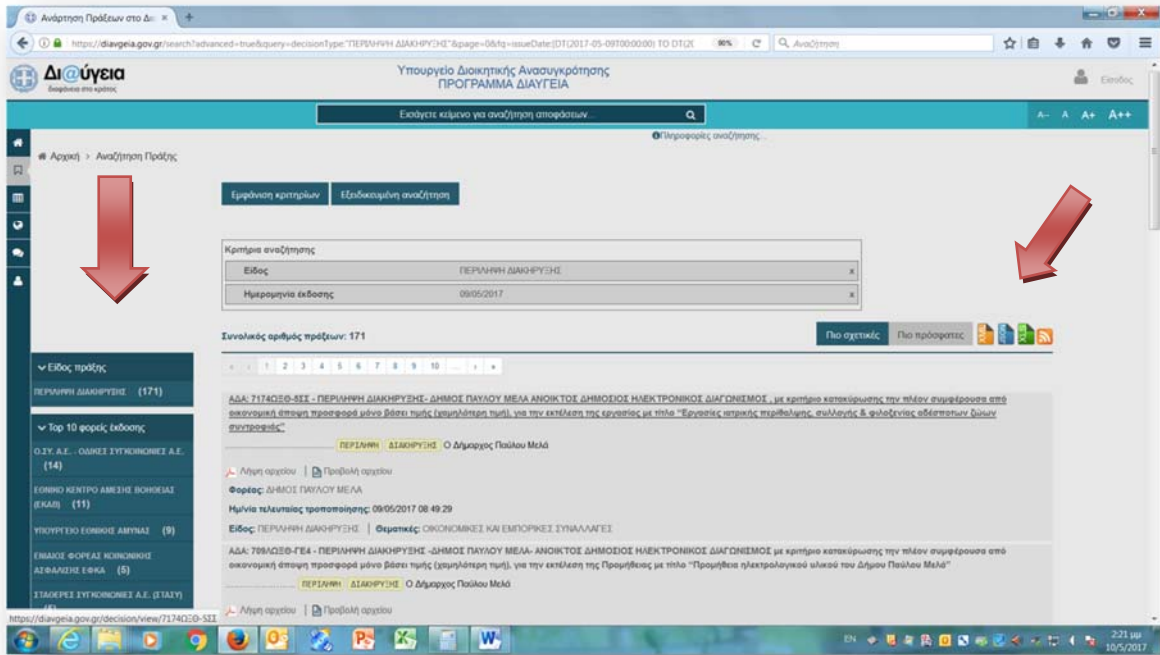 Ανάρτηση Πράξεων στο Δι
https://diavgeia.gov.gr/search?advanced=true&query=decisionType:"ΠΕΡΙΛΗΨΗ ΔΙΑΚΗΡΥΞΗΣ"&page=0&fq=issueDate:[DT(2017-05-09T00:00:00) TO DT(2(
90%
Αναζήτηση
Δι@ύγεια
διαφάνεια στο κράτος
Υπουργείο Διοικητικής Ανασυγκρότησης
ΠΡΟΓΡΑΜΜΑ ΔΙΑΥΓΕΙΑ
Είσοδος
Εισάγετε κείμενο για αναζήτηση αποφάσεων...
A-- A A+ A++
Πληροφορίες αναζήτησης...
Αρχική > Αναζήτηση Πράξης
Εμφάνιση κριτηρίων
Εξειδικευμένη αναζήτηση
Κριτήρια αναζήτησης
Είδος ΠΕΡΙΛΗΨΗ ΔΙΑΚΗΡΥΞΗΣ x
Ημερομηνία έκδοσης 09/05/2017 x
Συνολικός αριθμός πράξεων: 171
Πιο σχετικές
Πιο πρόσφατες
« ‹ 1 2 3 4 5 6 7 8 9 10 ... › »
Είδος πράξης
ΠΕΡΙΛΗΨΗ ΔΙΑΚΗΡΥΞΗΣ (171)
Top 10 φορείς έκδοσης
Ο.ΣΥ. Α.Ε. - ΟΔΙΚΕΣ ΣΥΓΚΟΙΝΩΝΙΕΣ Α.Ε. (14)
ΕΘΝΙΚΟ ΚΕΝΤΡΟ ΑΜΕΣΗΣ ΒΟΗΘΕΙΑΣ (ΕΚΑΒ) (11)
ΥΠΟΥΡΓΕΙΟ ΕΘΝΙΚΗΣ ΑΜΥΝΑΣ (9)
ΕΝΙΑΙΟΣ ΦΟΡΕΑΣ ΚΟΙΝΩΝΙΚΗΣ ΑΣΦΑΛΙΣΗΣ ΕΦΚΑ (5)
ΣΤΑΘΕΡΕΣ ΣΥΓΚΟΙΝΩΝΙΕΣ Α.Ε. (ΣΤΑΣΥ)
ΑΔΑ: 7174ΩΞΘ-5ΣΣ - ΠΕΡΙΛΗΨΗ ΔΙΑΚΗΡΥΞΗΣ- ΔΗΜΟΣ ΠΑΥΛΟΥ ΜΕΛΑ ΑΝΟΙΚΤΟΣ ΔΗΜΟΣΙΟΣ ΗΛΕΚΤΡΟΝΙΚΟΣ ΔΙΑΓΩΝΙΣΜΟΣ , με κριτήριο κατακύρωσης την πλέον συμφέρουσα από
οικονομική άποψη προσφορά μόνο βάσει τιμής (χαμηλότερη τιμή), για την εκτέλεση της εργασίας με τίτλο "Εργασίες ιατρικής περίθαλψης, συλλογής & φιλοξενίας αδέσποτων ζώων
συντροφιάς"
ΠΕΡΙΛΗΨΗ ΔΙΑΚΗΡΥΞΗΣ Ο Δήμαρχος Παύλου Μελά
Λήψη αρχείου | Προβολή αρχείου
Φορέας: ΔΗΜΟΣ ΠΑΥΛΟΥ ΜΕΛΑ
Ημ/νία τελευταίας τροποποίησης: 09/05/2017 08:49:29
Είδος: ΠΕΡΙΛΗΨΗ ΔΙΑΚΗΡΥΞΗΣ | Θεματικές: ΟΙΚΟΝΟΜΙΚΕΣ ΚΑΙ ΕΜΠΟΡΙΚΕΣ ΣΥΝΑΛΛΑΓΕΣ
ΑΔΑ: 709ΛΩΞΘ-ΓΕ4 - ΠΕΡΙΛΗΨΗ ΔΙΑΚΗΡΥΞΗΣ -ΔΗΜΟΣ ΠΑΥΛΟΥ ΜΕΛΑ- ΑΝΟΙΚΤΟΣ ΔΗΜΟΣΙΟΣ ΗΛΕΚΤΡΟΝΙΚΟΣ ΔΙΑΓΩΝΙΣΜΟΣ με κριτήριο κατακύρωσης την πλέον συμφέρουσα από
οικονομική άποψη προσφορά μόνο βάσει τιμής (χαμηλότερη τιμή), για την εκτέλεση της Προμήθειας με τίτλο "Προμήθεια ηλεκτρολογικού υλικού του Δήμου Παύλου Μελά"
ΠΕΡΙΛΗΨΗ ΔΙΑΚΗΡΥΞΗΣ Ο Δήμαρχος Παύλου Μελά
Λήψη αρχείου | Προβολή αρχείου
https://diavgeia.gov.gr/decision/view/7174ΩΞΘ-5ΣΣ
EN
2:21 μμ
10/5/2017